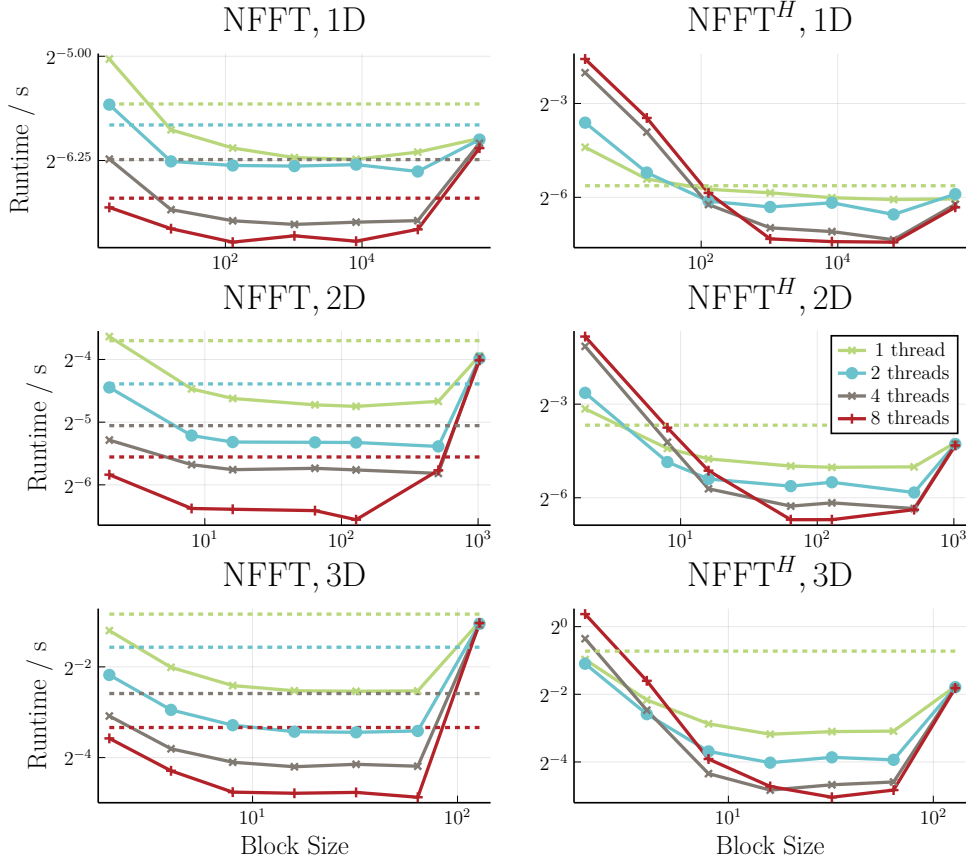 NFFT, 1D
NFFT^H, 1D
Runtime / s
2^−5.00
2^−6.25
10^2
10^4
2^−3
2^−6
10^2
10^4
NFFT, 2D
NFFT^H, 2D
Runtime / s
2^−4
2^−5
2^−6
10^1
10^2
10^3
2^−3
2^−6
10^1
10^2
10^3
1 thread
2 threads
4 threads
8 threads
NFFT, 3D
NFFT^H, 3D
Runtime / s
2^−2
2^−4
10^1
10^2
Block Size
2^0
2^−2
2^−4
10^1
10^2
Block Size